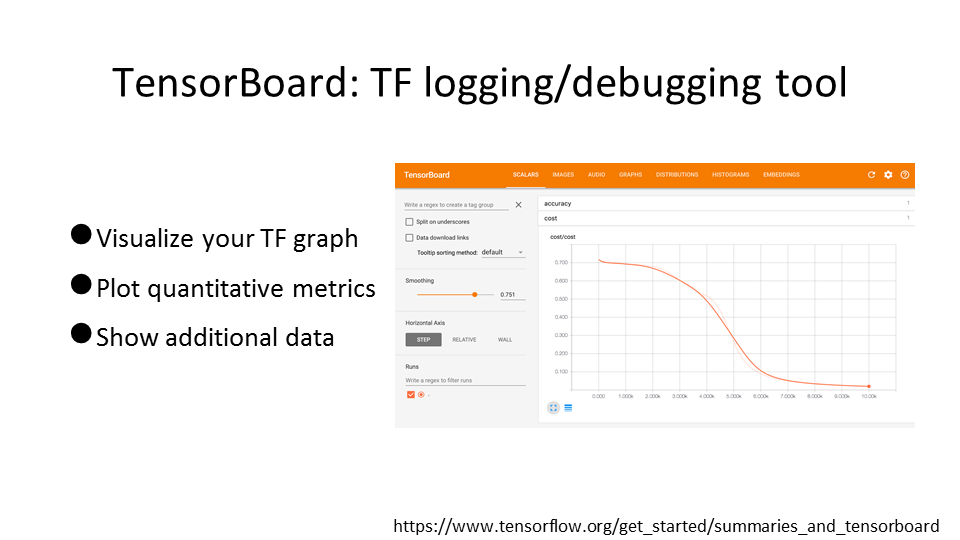 TensorBoard: TF logging/debugging tool
● Visualize your TF graph
● Plot quantitative metrics
● Show additional data
TensorBoard SCALARS IMAGES AUDIO GRAPHS DISTRIBUTIONS HISTOGRAMS EMBEDDINGS
Write a regex to create a tag group
Split on underscores
Data download links
Tooltip sorting method: default
Smoothing
0.751
Horizontal Axis
STEP RELATIVE WALL
Runs
Write a regex to filter runs
accuracy 1
cost 1
cost/cost
0.700
0.600
0.500
0.400
0.300
0.200
0.100
0.000 1.000k 2.000k 3.000k 4.000k 5.000k 6.000k 7.000k 8.000k 9.000k 10.00k
https://www.tensorflow.org/get_started/summaries_and_tensorboard